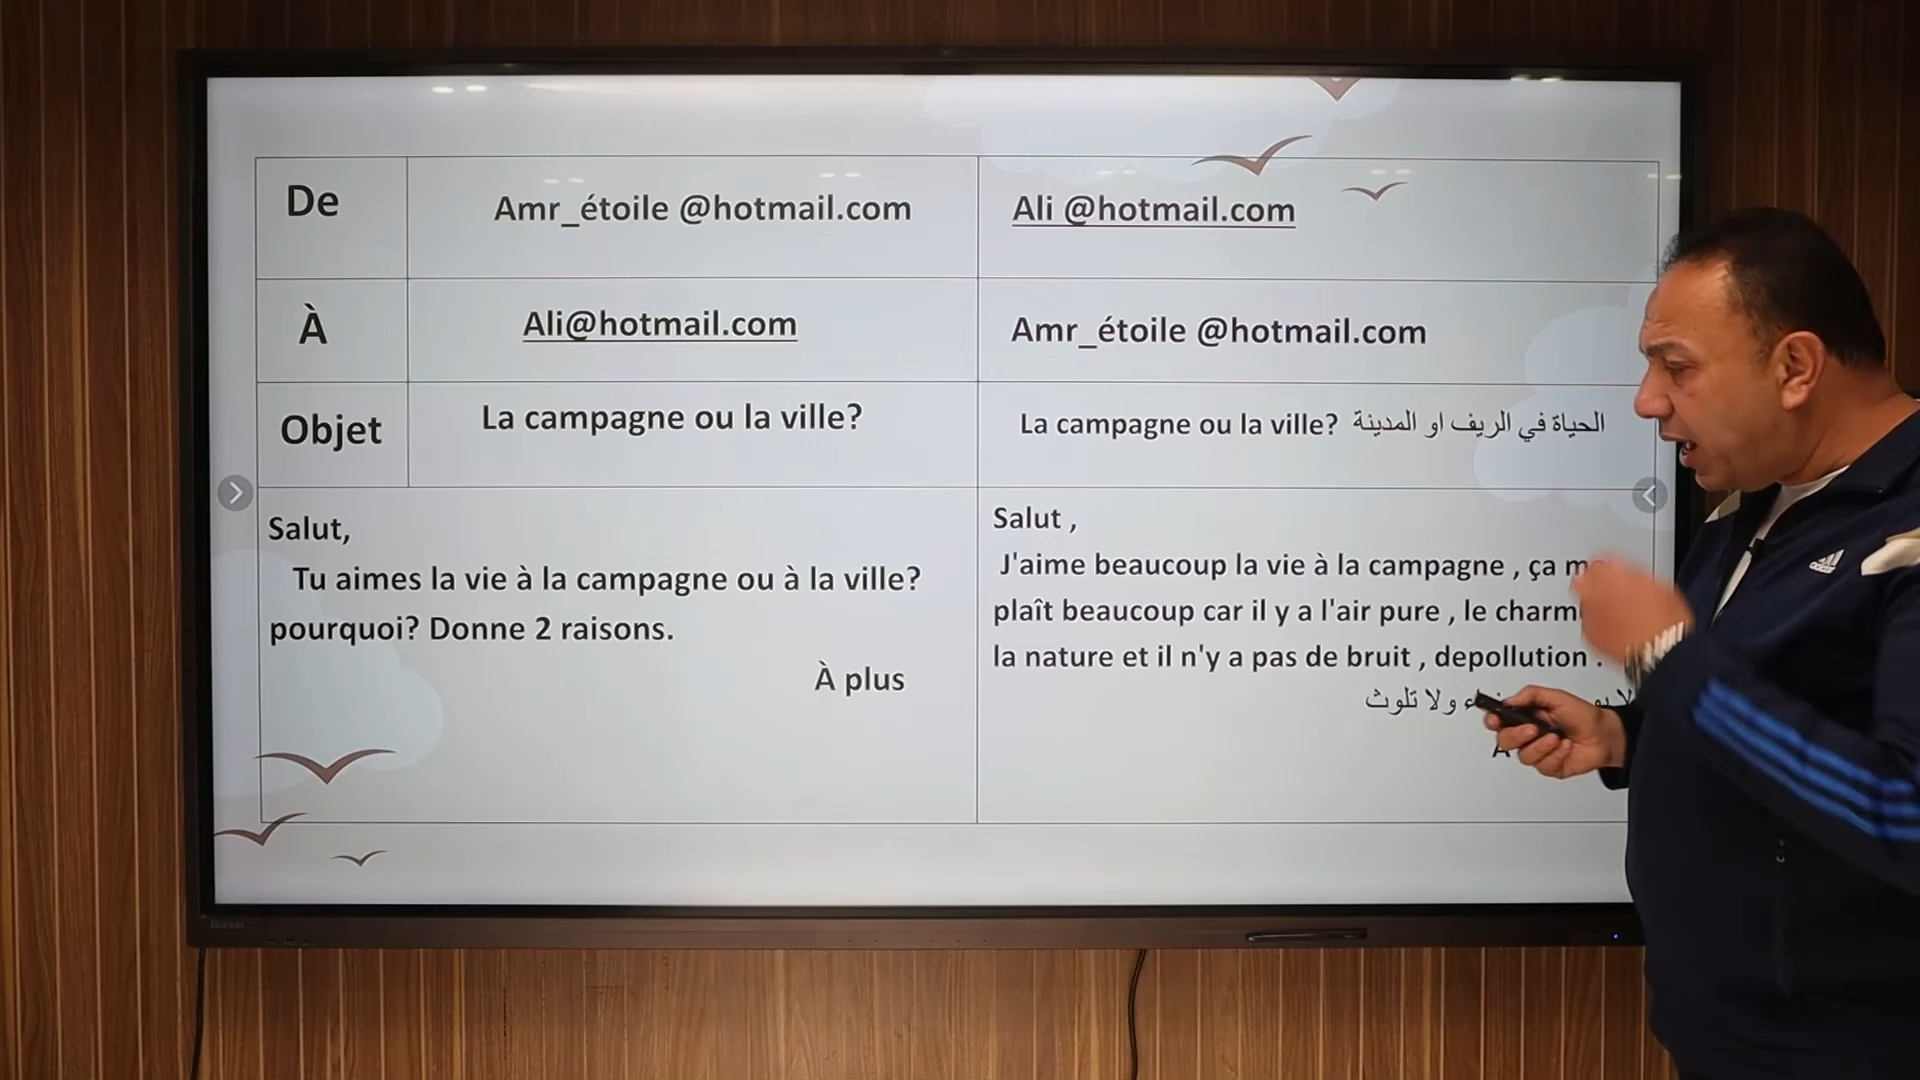 De
Amr_étoile @hotmail.com
Ali @hotmail.com
À
Ali@hotmail.com
Amr_étoile @hotmail.com
Objet
La campagne ou la ville?
La campagne ou la ville? الحياة في الريف او المدينة
Salut,
Tu aimes la vie à la campagne ou à la ville?
pourquoi? Donne 2 raisons.
À plus
Salut ,
J'aime beaucoup la vie à la campagne , ça
plaît beaucoup car il y a l'air pure , le
la nature et il n'y a pas de bruit , depollution .
ولا تلوث
À
adidas